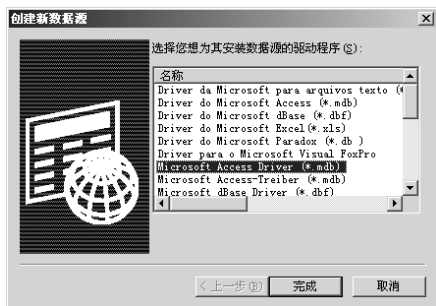 创建新数据源
选择您想为其安装数据源的驱动程序(S):
名称
Driver da Microsoft para arquivos texto (*
Driver do Microsoft Access (*.mdb)
Driver do Microsoft dBase (*.dbf)
Driver do Microsoft Excel(*.xls)
Driver do Microsoft Paradox (*.db )
Driver para o Microsoft Visual FoxPro
Microsoft Access Driver (*.mdb)
Microsoft Access-Treiber (*.mdb)
Microsoft dBase Driver (*.dbf)
< 上一步(B) 完成 取消